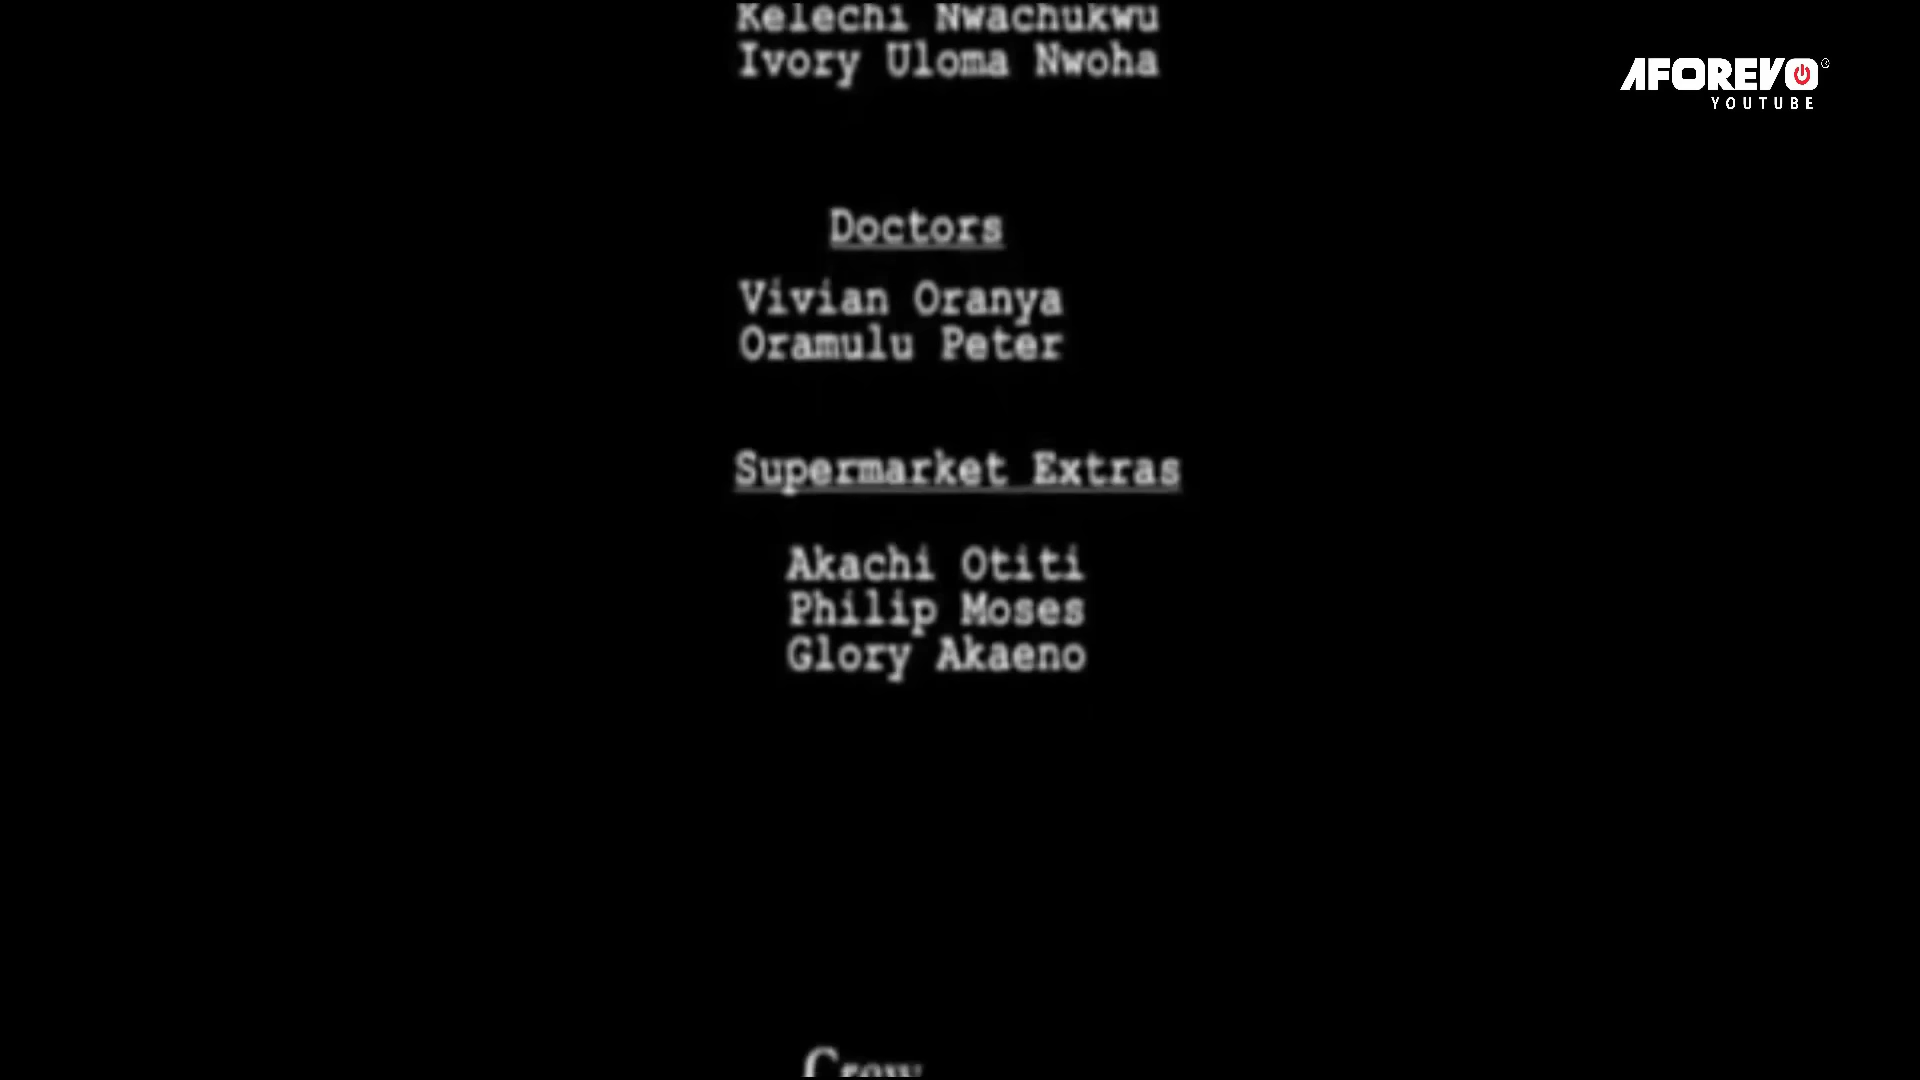 Kelechi Nwachukwu
Ivory Uloma Nwoha
AFOREVO
YOUTUBE
Doctors
Vivian Oranya
Oramulu Peter
Supermarket Extras
Akachi Otiti
Philip Moses
Glory Akaeno
Crew